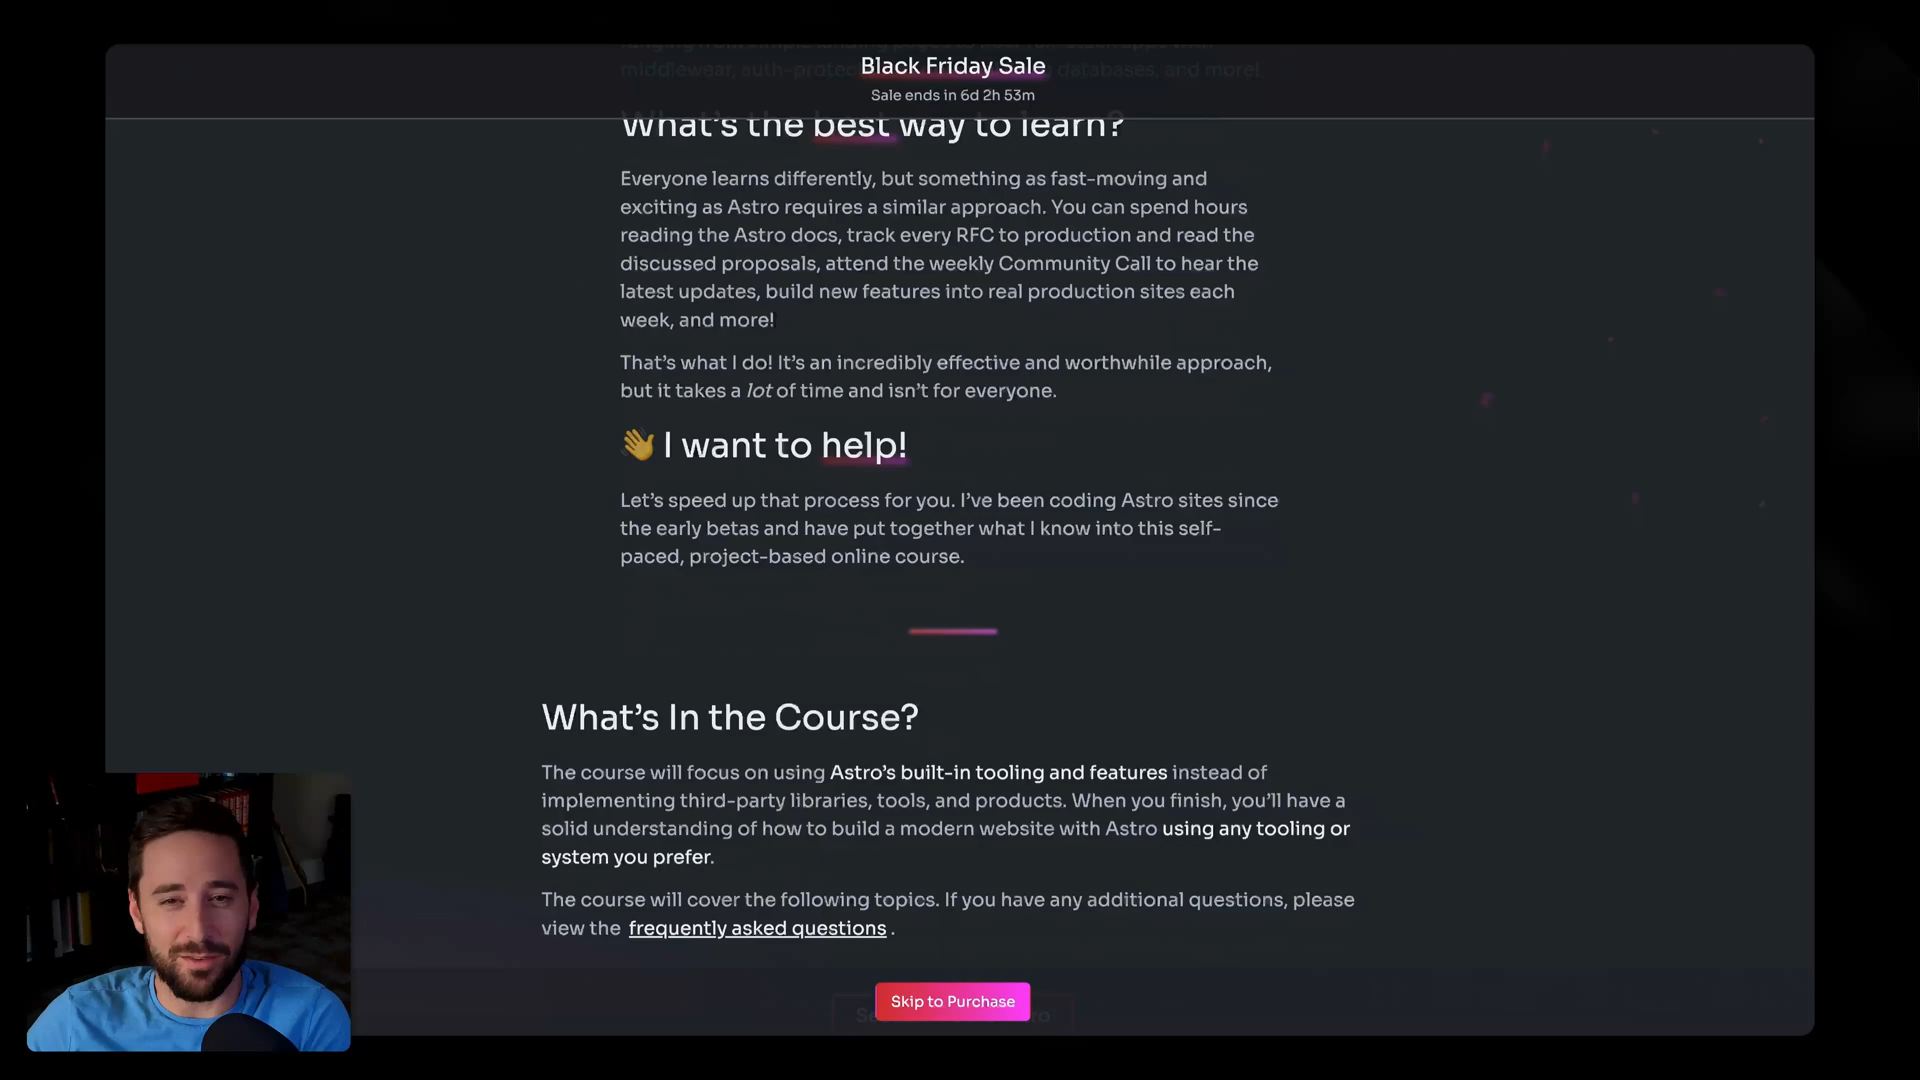 middlewear, auth-protec databases, and more!
Black Friday Sale
Sale ends in 6d 2h 53m
What's the best way to learn?
Everyone learns differently, but something as fast-moving and
exciting as Astro requires a similar approach. You can spend hours
reading the Astro docs, track every RFC to production and read the
discussed proposals, attend the weekly Community Call to hear the
latest updates, build new features into real production sites each
week, and more!
That's what I do! It's an incredibly effective and worthwhile approach,
but it takes a lot of time and isn't for everyone.
👋 I want to help!
Let's speed up that process for you. I've been coding Astro sites since
the early betas and have put together what I know into this self-
paced, project-based online course.
What's In the Course?
The course will focus on using Astro's built-in tooling and features instead of
implementing third-party libraries, tools, and products. When you finish, you'll have a
solid understanding of how to build a modern website with Astro using any tooling or
system you prefer.
The course will cover the following topics. If you have any additional questions, please
view the frequently asked questions .
Skip to Purchase